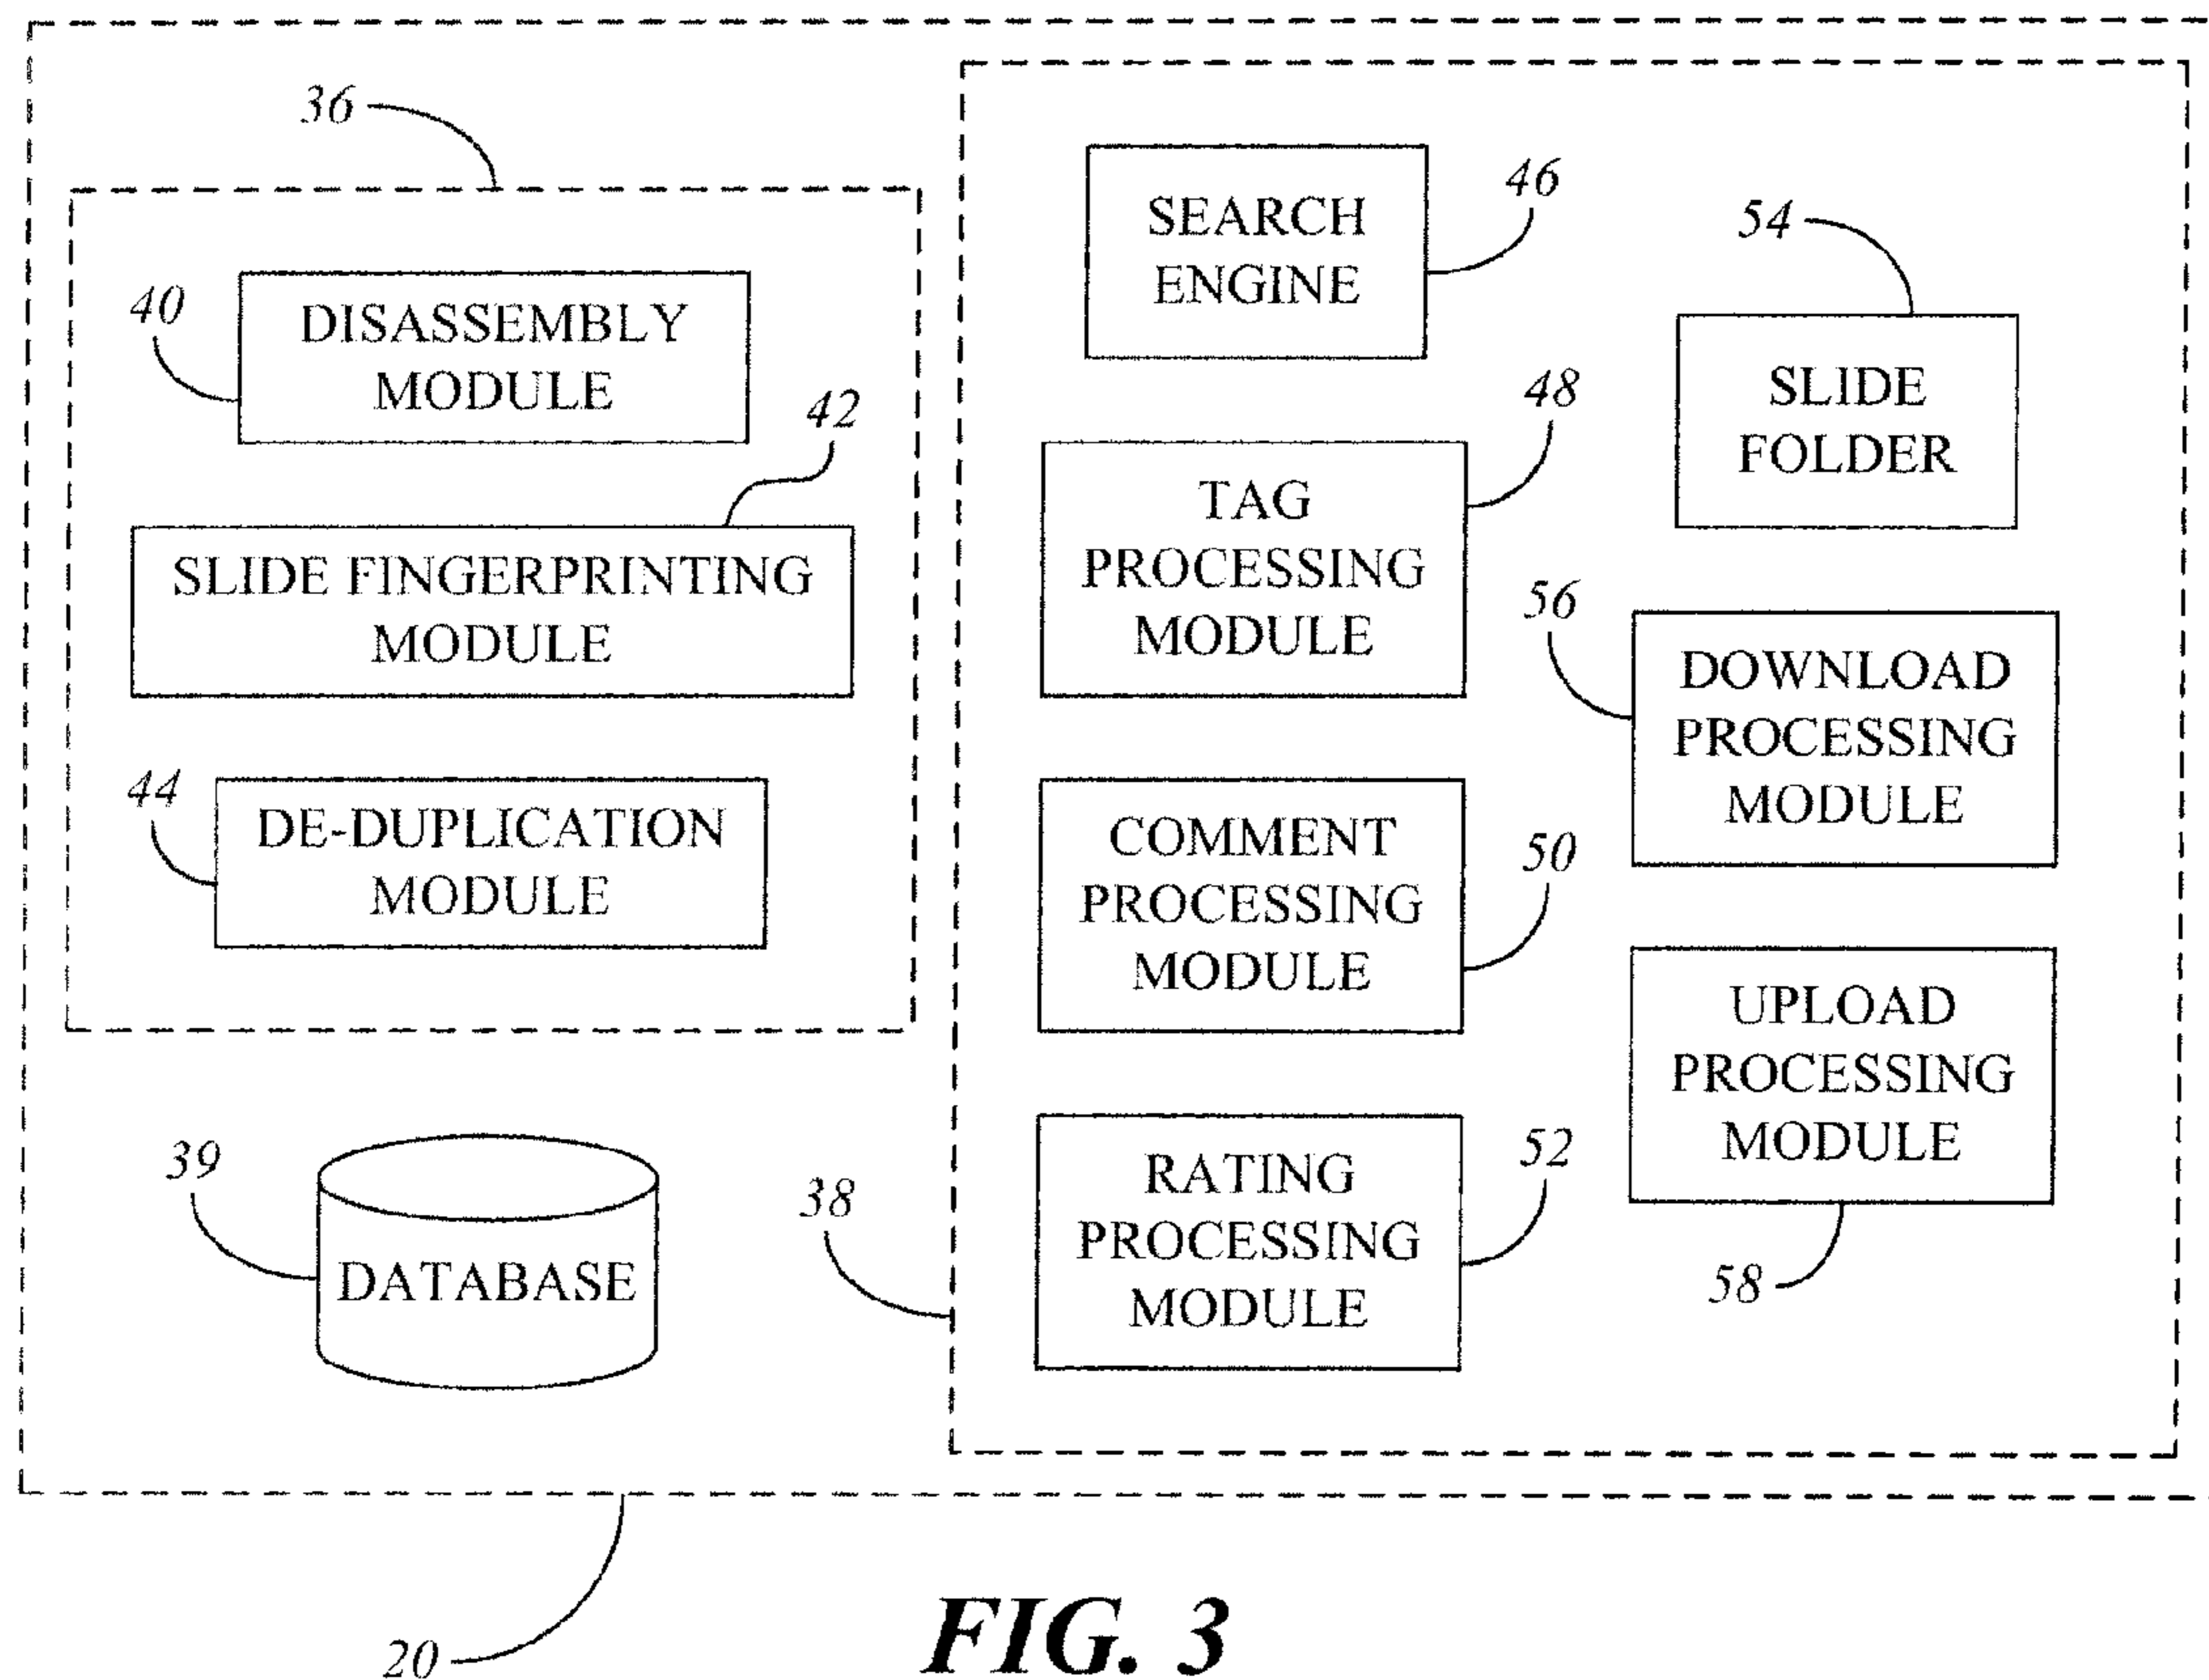 36
40
DISASSEMBLY
MODULE
42
SLIDE FINGERPRINTING
MODULE
44
DE-DUPLICATION
MODULE
39
DATABASE
38
SEARCH
ENGINE
46
TAG
PROCESSING
MODULE
48
COMMENT
PROCESSING
MODULE
50
RATING
PROCESSING
MODULE
52
54
SLIDE
FOLDER
56
DOWNLOAD
PROCESSING
MODULE
UPLOAD
PROCESSING
MODULE
58
20
FIG. 3